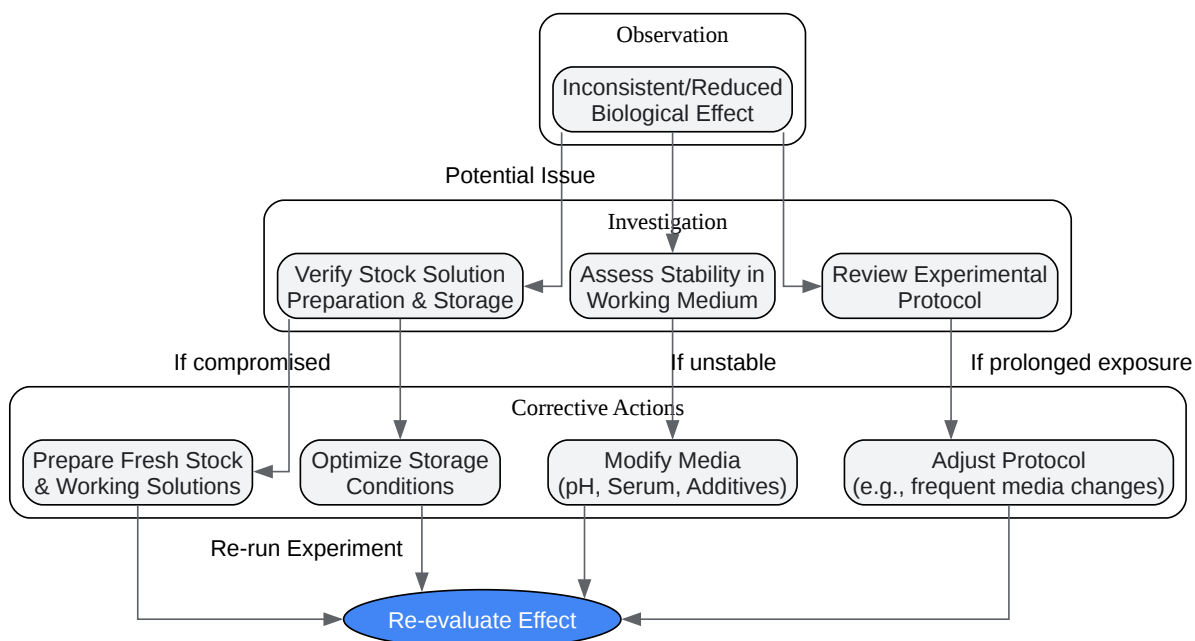 Observation
Inconsistent/Reduced
Biological Effect
Potential Issue
Investigation
Verify Stock Solution
Preparation & Storage
Assess Stability in
Working Medium
Review Experimental
Protocol
If compromised
If unstable
If prolonged exposure
Corrective Actions
Prepare Fresh Stock
& Working Solutions
Optimize Storage
Conditions
Modify Media
(pH, Serum, Additives)
Adjust Protocol
(e.g., frequent media changes)
Re-run Experiment
Re-evaluate Effect